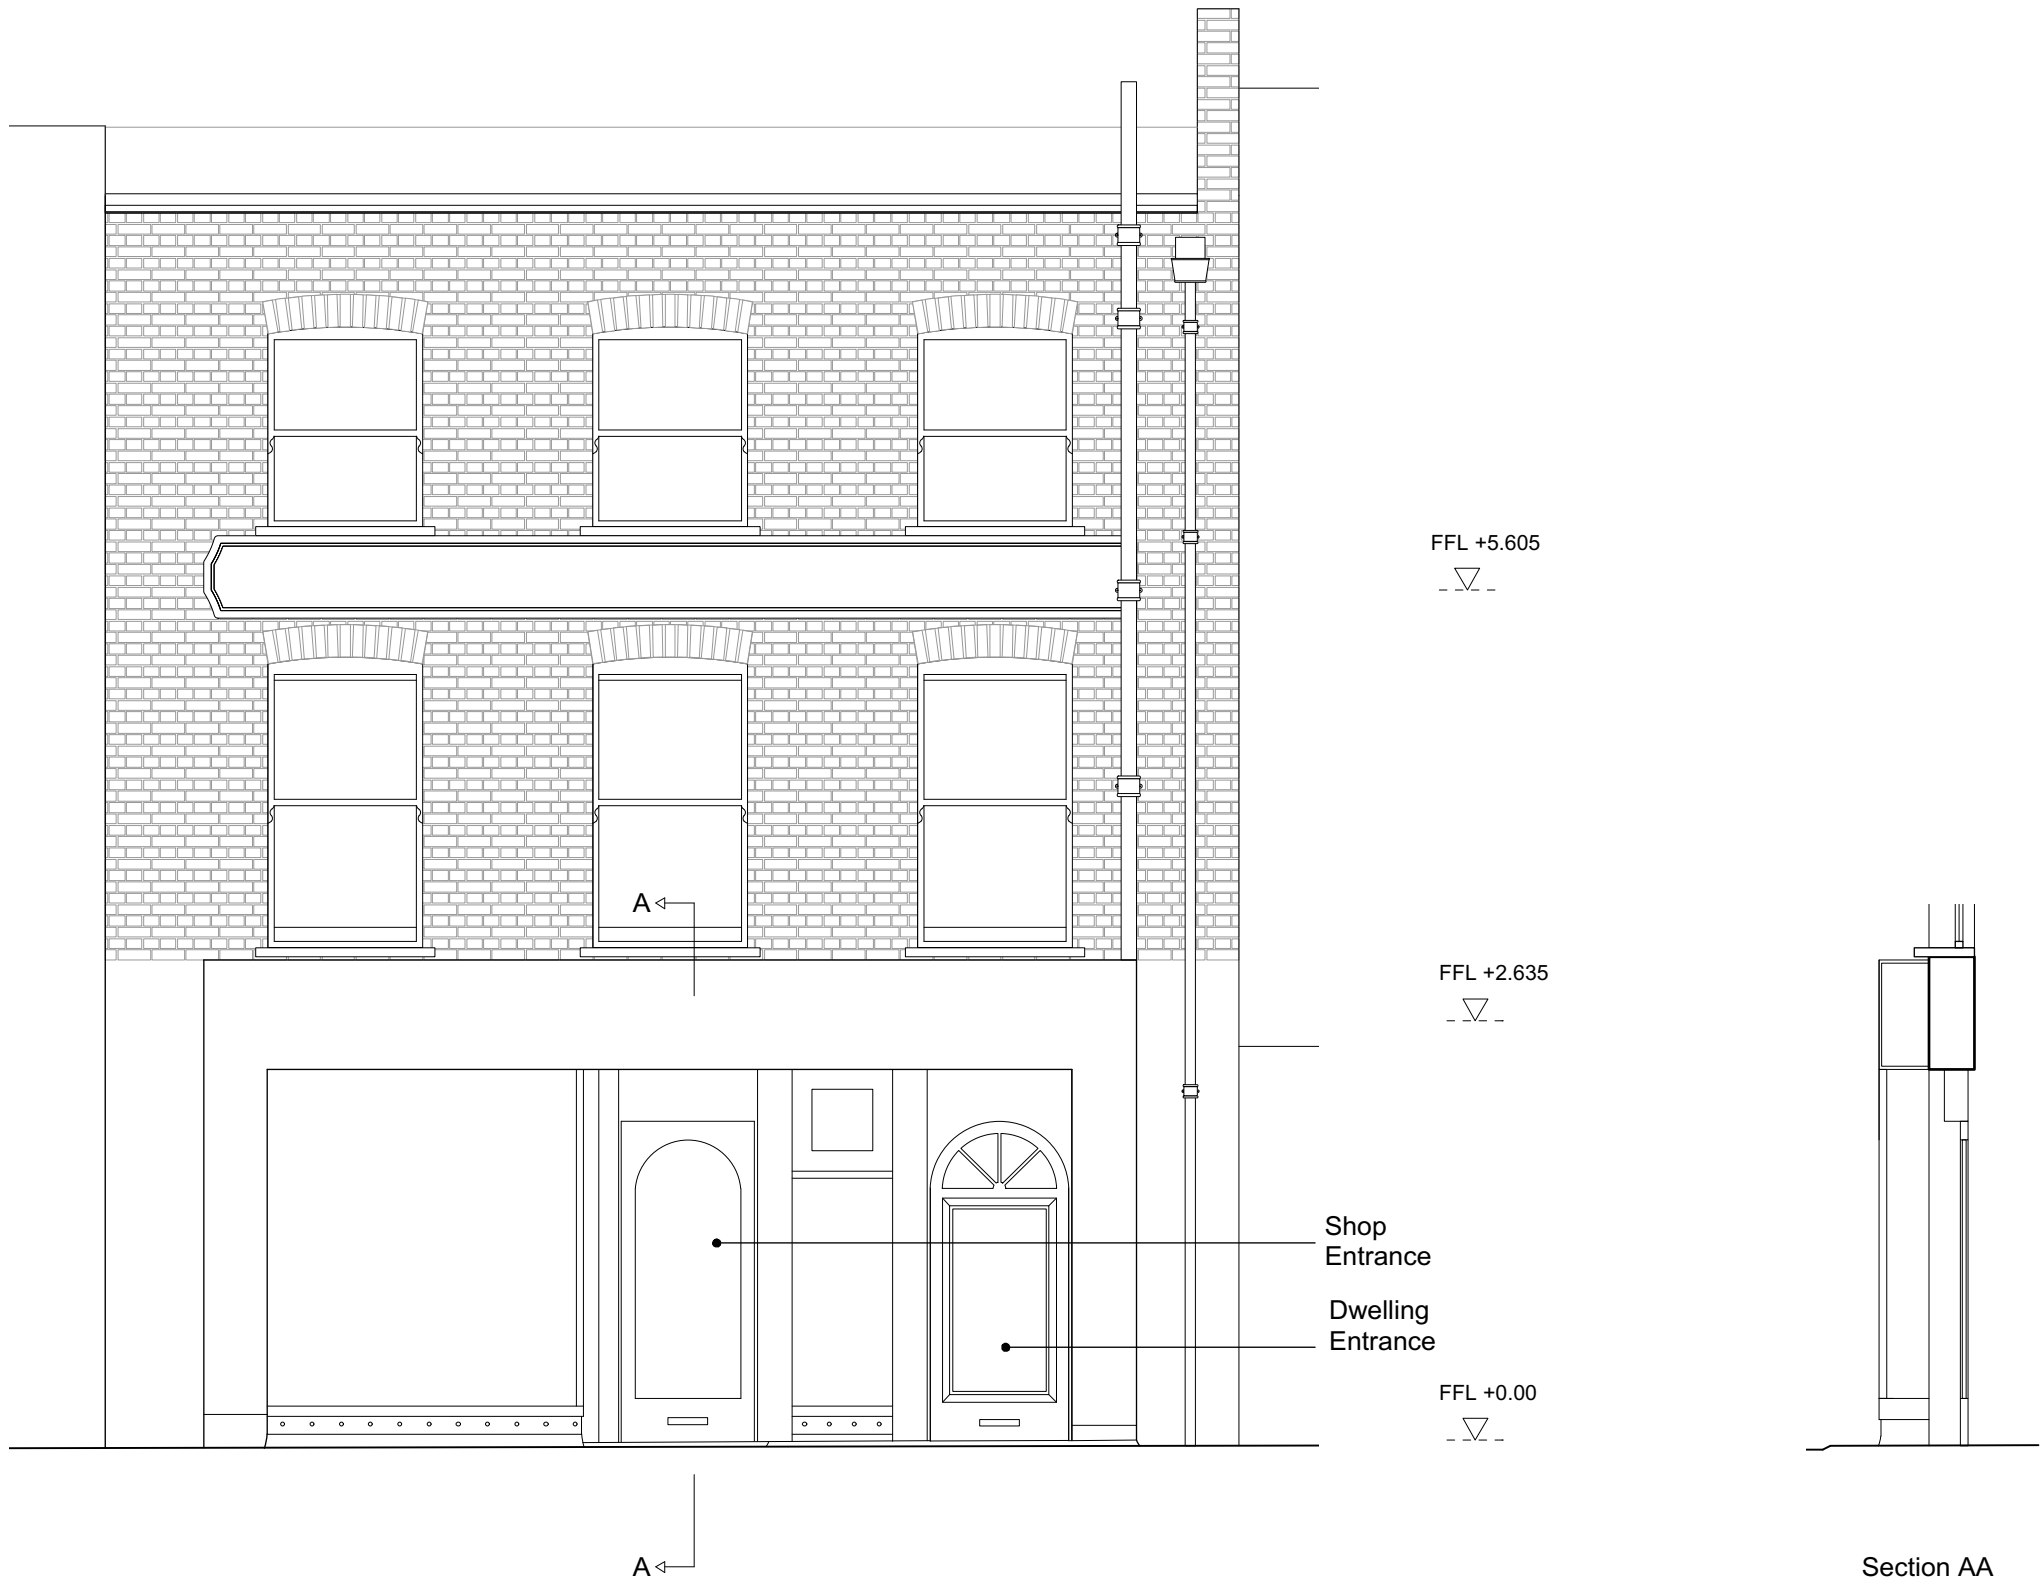 FFL +5.605
A
FFL +2.635
Shop
Entrance
Dwelling
Entrance
FFL +0.00
A
Section AA